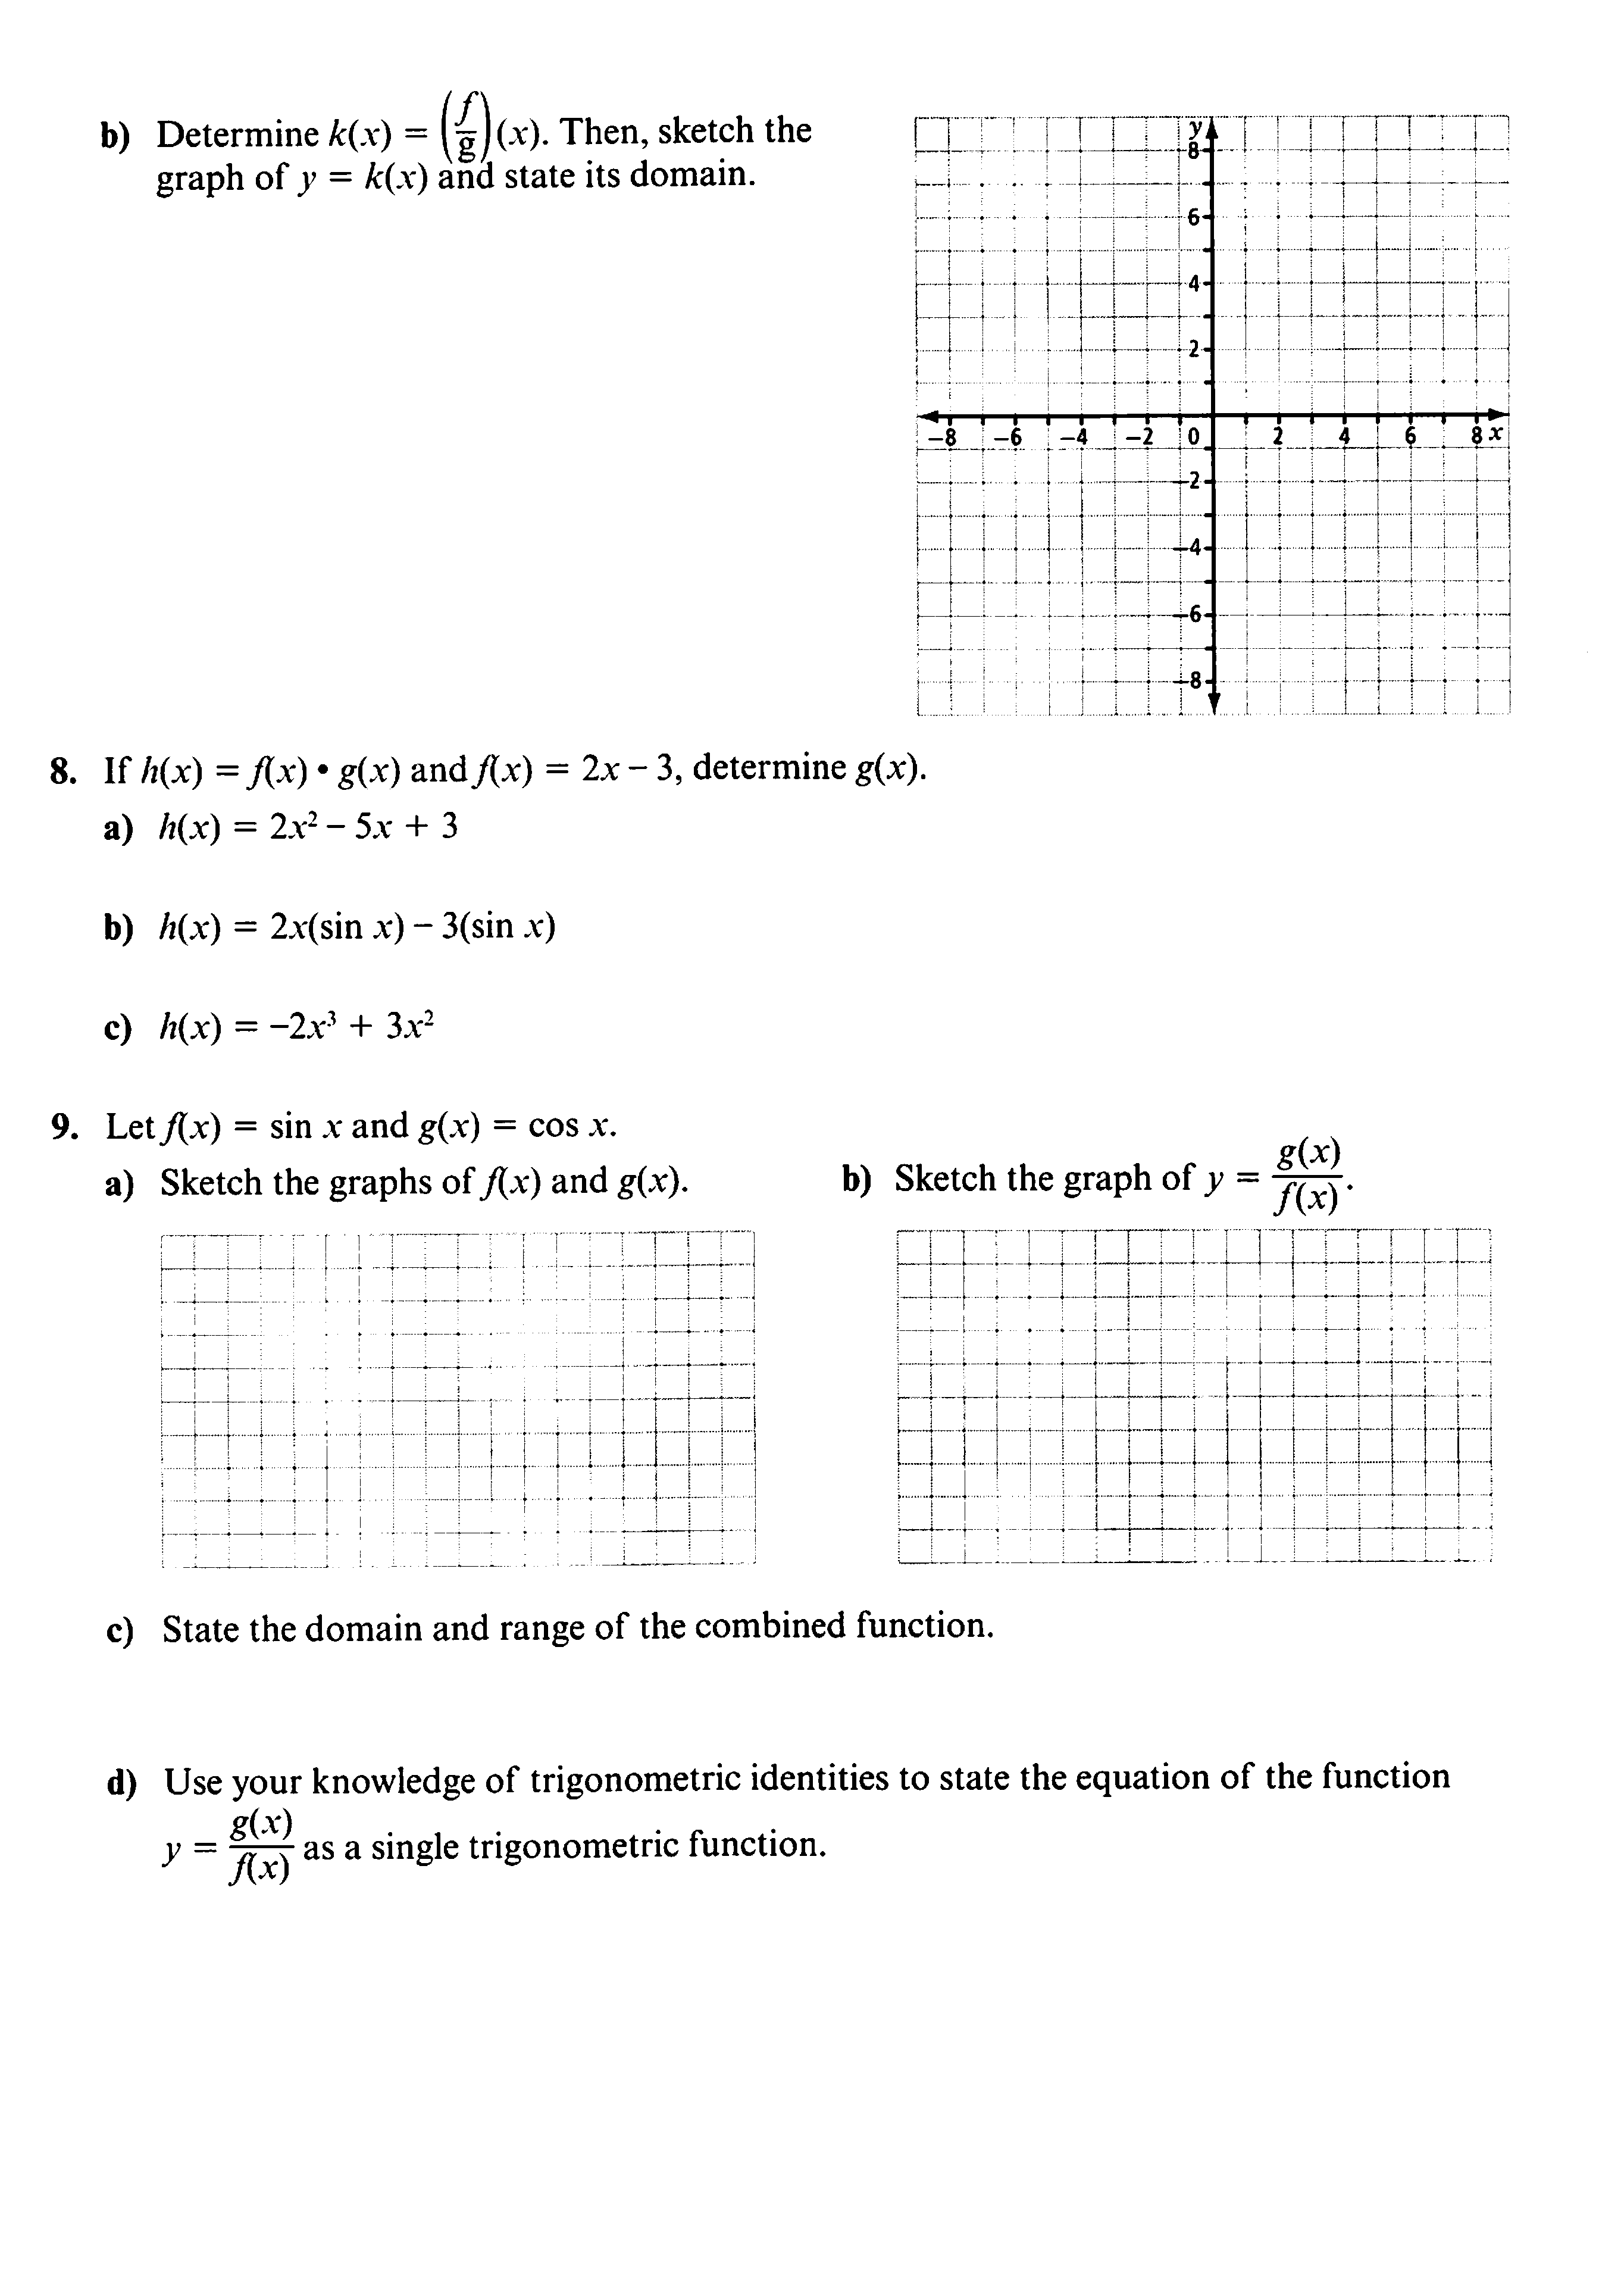 b) Determine k(x) = (f/g)(x). Then, sketch the
graph of y = k(x) and state its domain.
y
8
6
4
2
-8 -6 -4 -2 0 2 4 6 8 x
-2
-4
-6
-8
8. If h(x) = f(x) • g(x) and f(x) = 2x – 3, determine g(x).
a) h(x) = 2x² – 5x + 3
b) h(x) = 2x(sin x) – 3(sin x)
c) h(x) = –2x³ + 3x²
9. Let f(x) = sin x and g(x) = cos x.
a) Sketch the graphs of f(x) and g(x).
b) Sketch the graph of y = g(x)/f(x).
c) State the domain and range of the combined function.
d) Use your knowledge of trigonometric identities to state the equation of the function
y = g(x)/f(x) as a single trigonometric function.